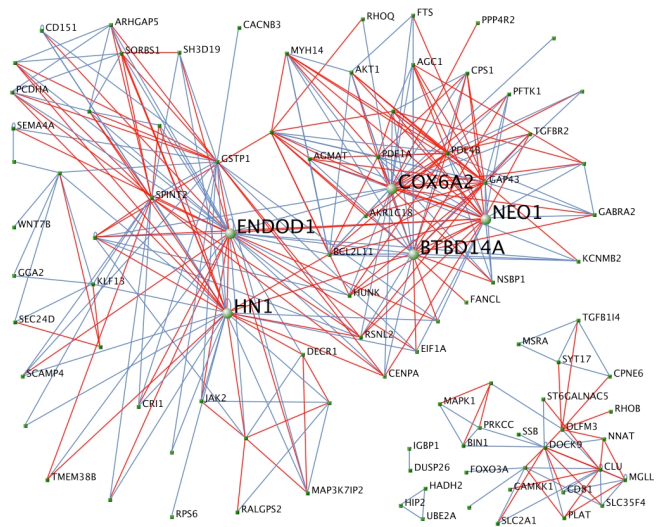 CD151
ARHGAP5
CACNB3
RHOQ
FTS
PPP4R2
SORBS1
SH3D19
MYH14
AKT1
AGC1
CPS1
PCDHA
PFTK1
SEMA4A
TGFBR2
GSTP1
AGMAT
PDE1A
PDE4B
SPINT2
COX6A2
GAP43
AKR1C18
NEO1
GABRA2
WNT7B
ENDOD1
BCL2L11
BTBD14A
KCNMB2
GGA2
KLF13
NSBP1
HUNK
FANCL
SEC24D
HN1
RSNL2
EIF1A
TGFB1I4
MSRA
DECR1
SYT17
SCAMP4
CENPA
CPNE6
CRI1
JAK2
ST6GALNAC5
MAPK1
RHOB
PRKCC
SSB
OLFM3
NNAT
BIN1
DOCK9
IGBP1
DUSP26
FOXO3A
CLU
TMEM38B
MAP3K7IP2
HADH2
CAMKK1
CD81
MGLL
HIP2
SLC35F4
RPS6
RALGPS2
UBE2A
SLC2A1
PLAT